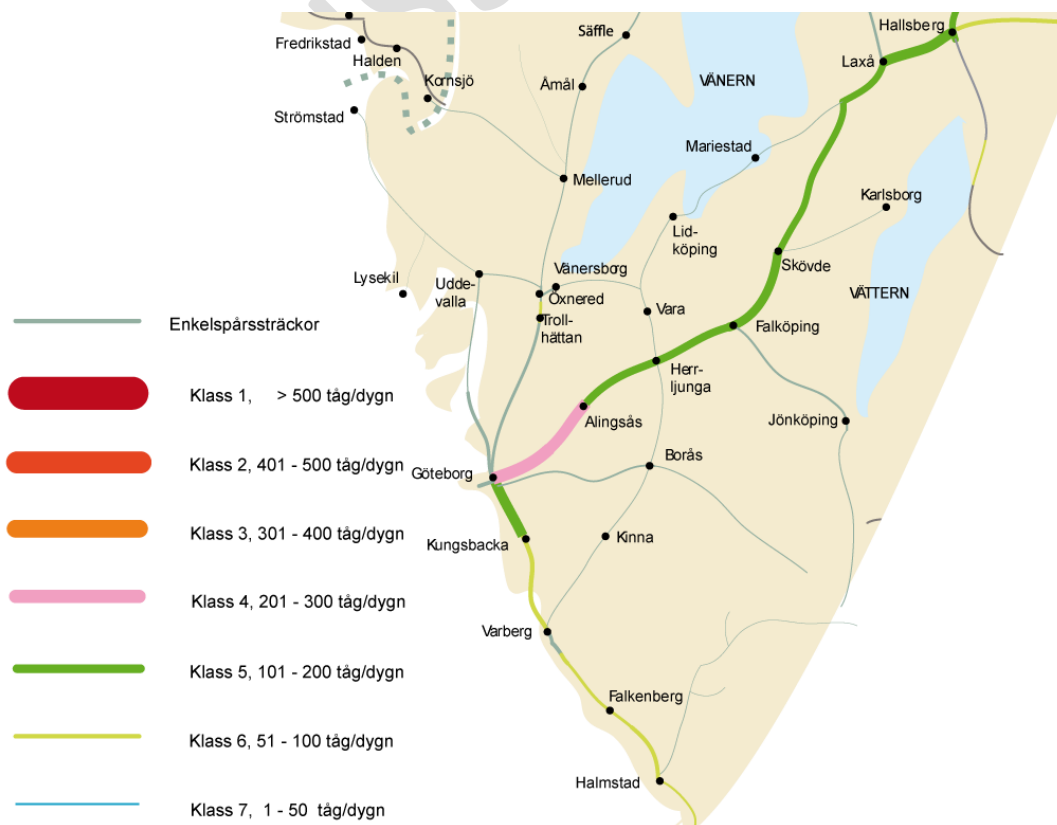 Säffle
Hallsberg
Fredrikstad
Halden
Laxå
Kornsjö
Åmål
VÄNERN
Strömstad
Mariestad
Mellerud
Karlsborg
Lid-
köping
Skövde
Lysekil
Udde-
valla
Vänersborg
Öxnered
VÄTTERN
Troll-
hättan
Vara
Falköping
Herr-
ljunga
Alingsås
Jönköping
Göteborg
Borås
Kungsbacka
Kinna
Varberg
Falkenberg
Halmstad
Enkelspårssträckor
Klass 1, > 500 tåg/dygn
Klass 2, 401 - 500 tåg/dygn
Klass 3, 301 - 400 tåg/dygn
Klass 4, 201 - 300 tåg/dygn
Klass 5, 101 - 200 tåg/dygn
Klass 6, 51 - 100 tåg/dygn
Klass 7, 1 - 50 tåg/dygn